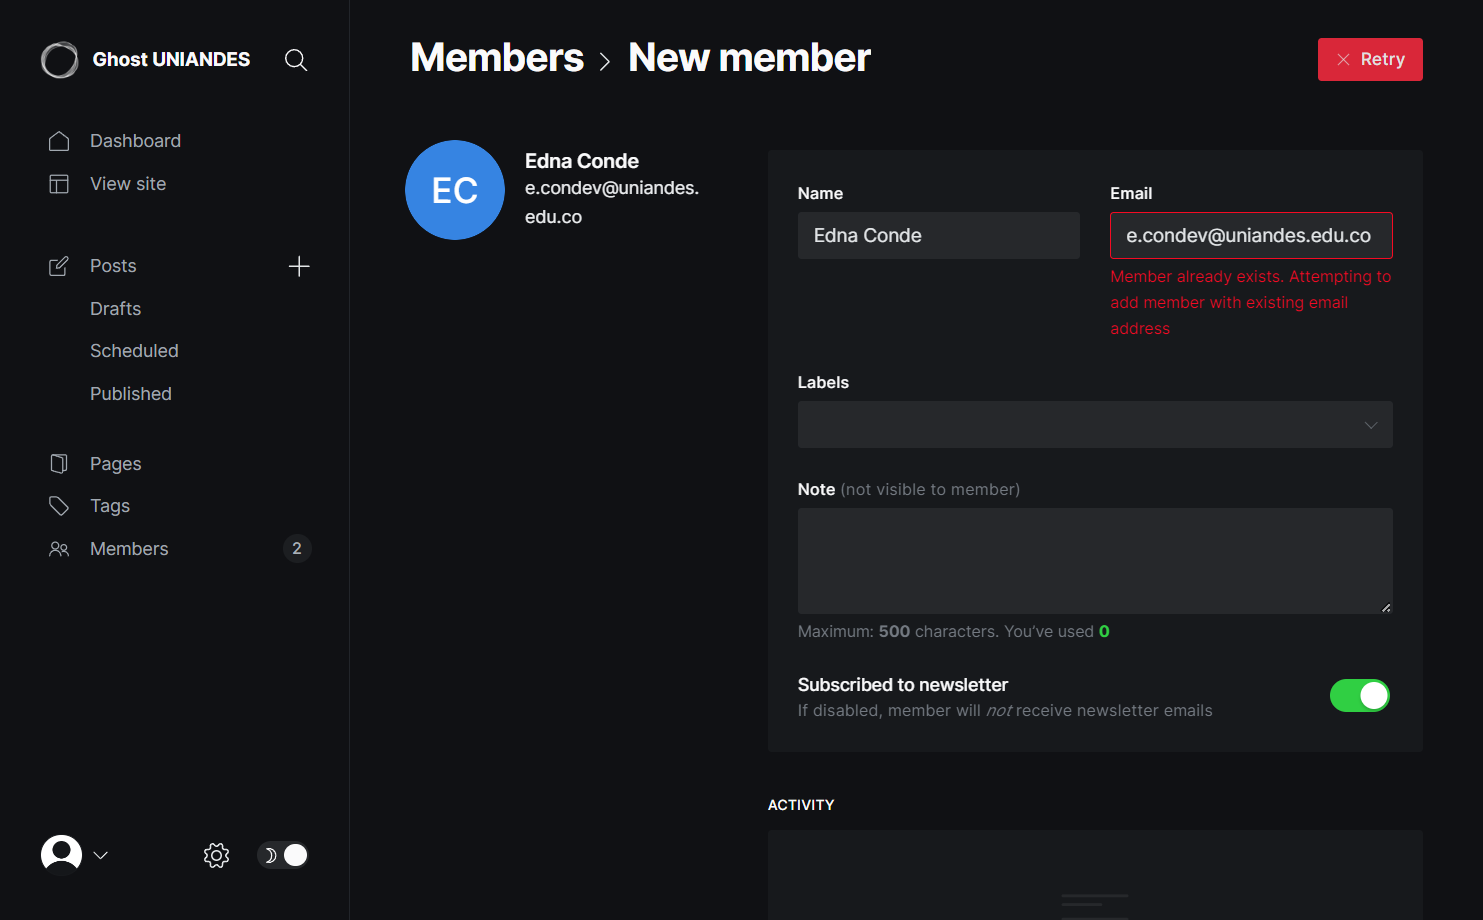 Ghost UNIANDES
Dashboard
View site
Posts
Drafts
Scheduled
Published
Pages
Tags
Members
2
Members > New member
Retry
EC
Edna Conde
e.condev@uniandes.
edu.co
Name
Edna Conde
Email
e.condev@uniandes.edu.co
Member already exists. Attempting to
add member with existing email
address
Labels
Note (not visible to member)
Maximum: 500 characters. You’ve used 0
Subscribed to newsletter
If disabled, member will not receive newsletter emails
ACTIVITY